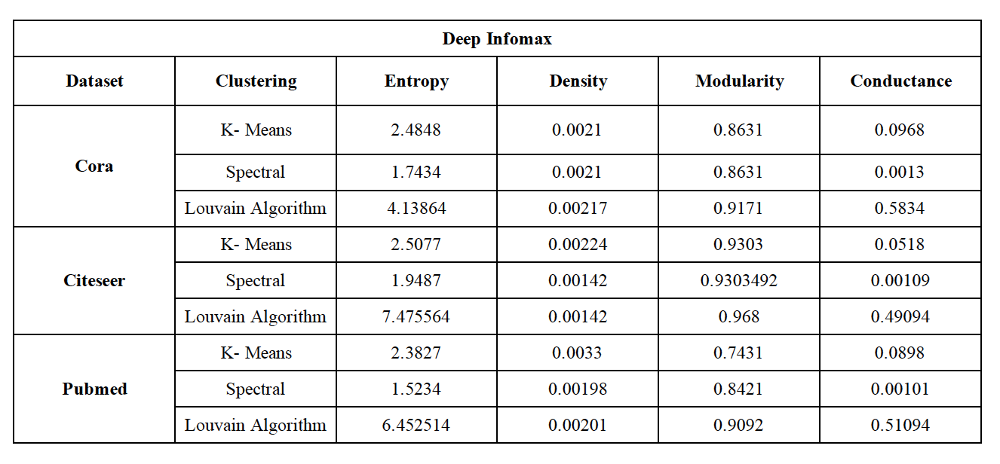 Deep Infomax
Dataset Clustering Entropy Density Modularity Conductance
Cora
K- Means 2.4848 0.0021 0.8631 0.0968
Spectral 1.7434 0.0021 0.8631 0.0013
Louvain Algorithm 4.13864 0.00217 0.9171 0.5834
Citeseer
K- Means 2.5077 0.00224 0.9303 0.0518
Spectral 1.9487 0.00142 0.9303492 0.00109
Louvain Algorithm 7.475564 0.00142 0.968 0.49094
Pubmed
K- Means 2.3827 0.0033 0.7431 0.0898
Spectral 1.5234 0.00198 0.8421 0.00101
Louvain Algorithm 6.452514 0.00201 0.9092 0.51094